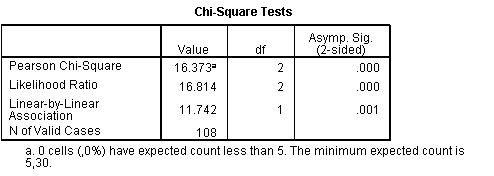 Chi-Square Tests
Value df Asymp. Sig. (2-sided)
Pearson Chi-Square 16.373a 2 .000
Likelihood Ratio 16.814 2 .000
Linear-by-Linear Association 11.742 1 .001
N of Valid Cases 108
a. 0 cells (,0%) have expected count less than 5. The minimum expected count is
5,30.